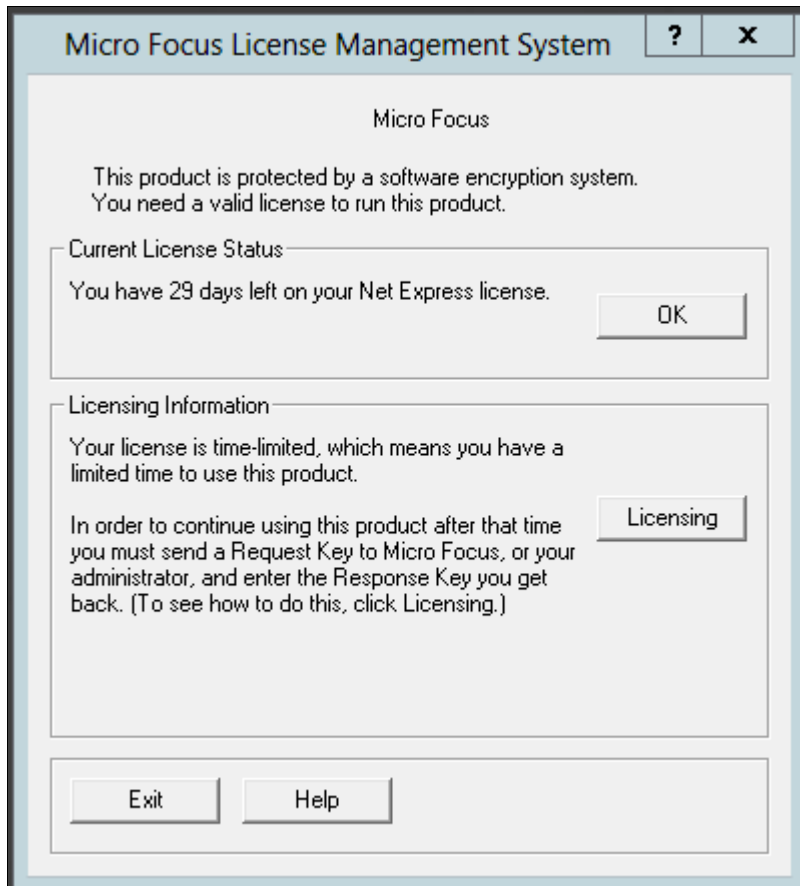 Micro Focus License Management System
? x
Micro Focus
This product is protected by a software encryption system.
You need a valid license to run this product.
Current License Status
You have 29 days left on your Net Express license.
OK
Licensing Information
Your license is time-limited, which means you have a
limited time to use this product.
Licensing
In order to continue using this product after that time
you must send a Request Key to Micro Focus, or your
administrator, and enter the Response Key you get
back. (To see how to do this, click Licensing.)
Exit
Help